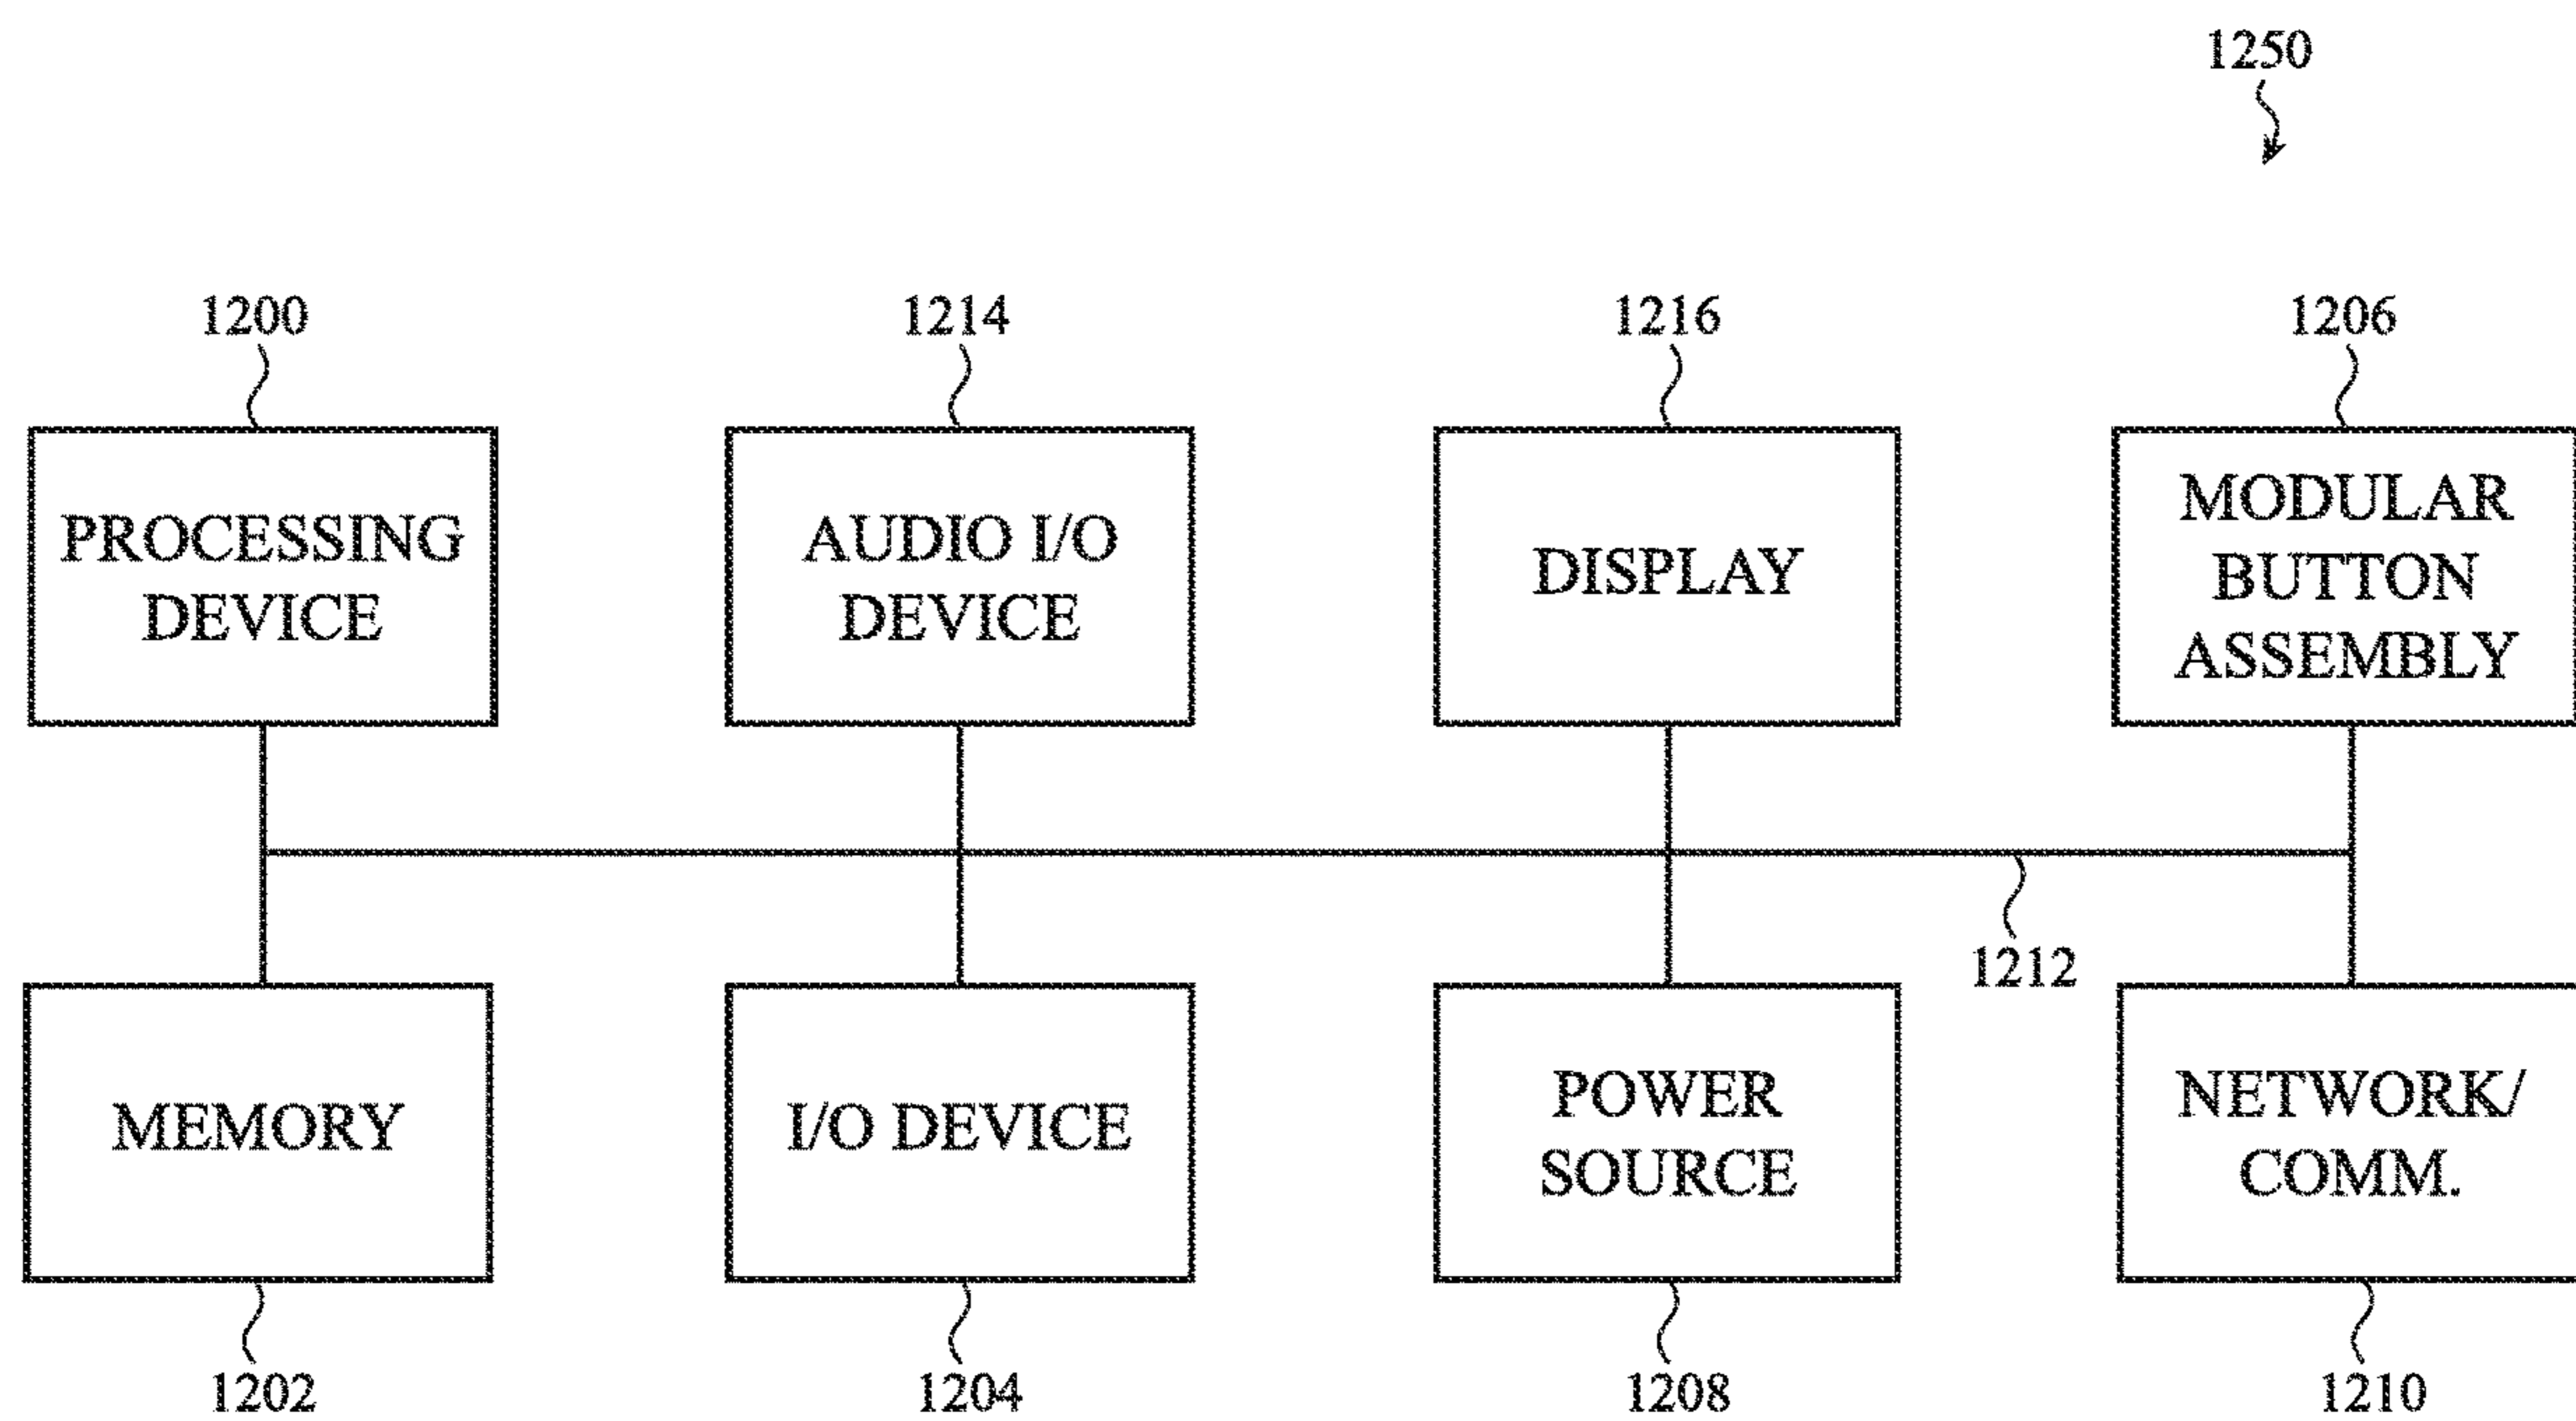 1250
1200
1214
1216
1206
PROCESSING
DEVICE
AUDIO I/O
DEVICE
DISPLAY
MODULAR
BUTTON
ASSEMBLY
1212
MEMORY
I/O DEVICE
POWER
SOURCE
NETWORK/
COMM.
1202
1204
1208
1210